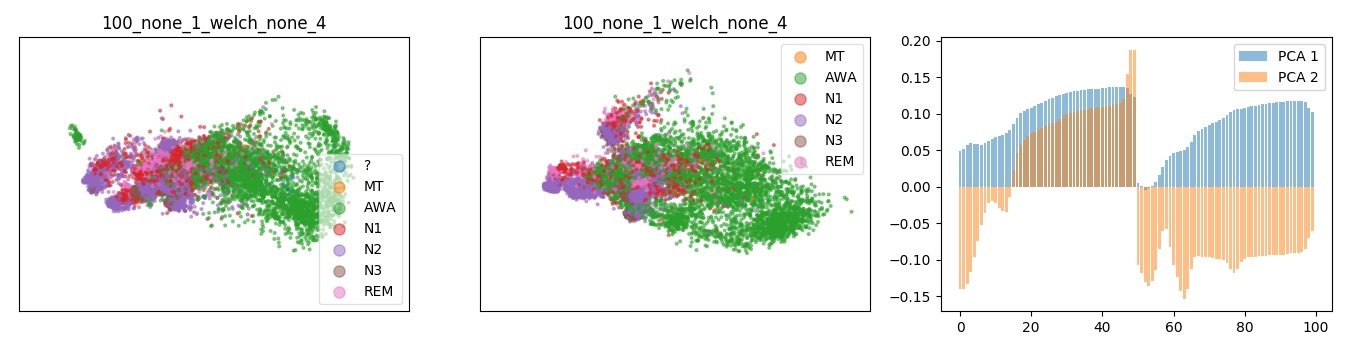 100_none_1_welch_none_4
?
MT
AWA
N1
N2
N3
REM
100_none_1_welch_none_4
MT
AWA
N1
N2
N3
REM
PCA 1
PCA 2
0.20
0.15
0.10
0.05
0.00
−0.05
−0.10
−0.15
0 20 40 60 80 100